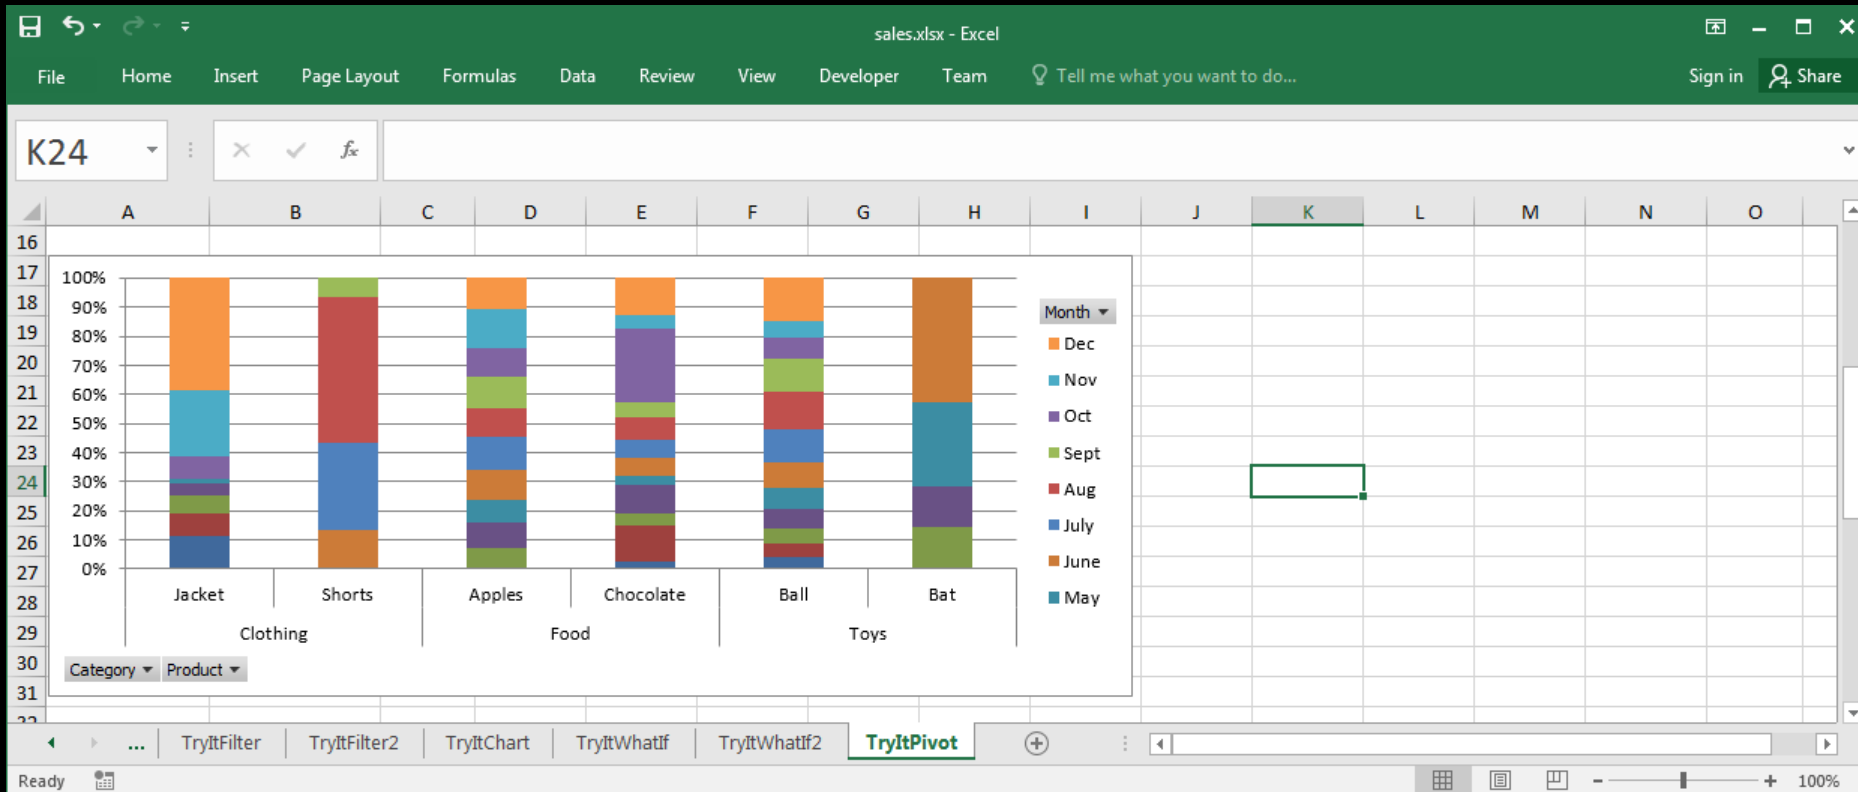 sales.xlsx - Excel
File Home Insert Page Layout Formulas Data Review View Developer Team Tell me what you want to do... Sign in Share
K24 fx
A B C D E F G H I J K L M N O
16
17
18
19
20
21
22
23
24
25
26
27
28
29
30
31
32
100%
90%
80%
70%
60%
50%
40%
30%
20%
10%
0%
Jacket Shorts Apples Chocolate Ball Bat
Clothing Food Toys
Category Product
Month
Dec
Nov
Oct
Sept
Aug
July
June
May
... TryItFilter TryItFilter2 TryItChart TryItWhatIf TryItWhatIf2 TryItPivot
Ready 100%